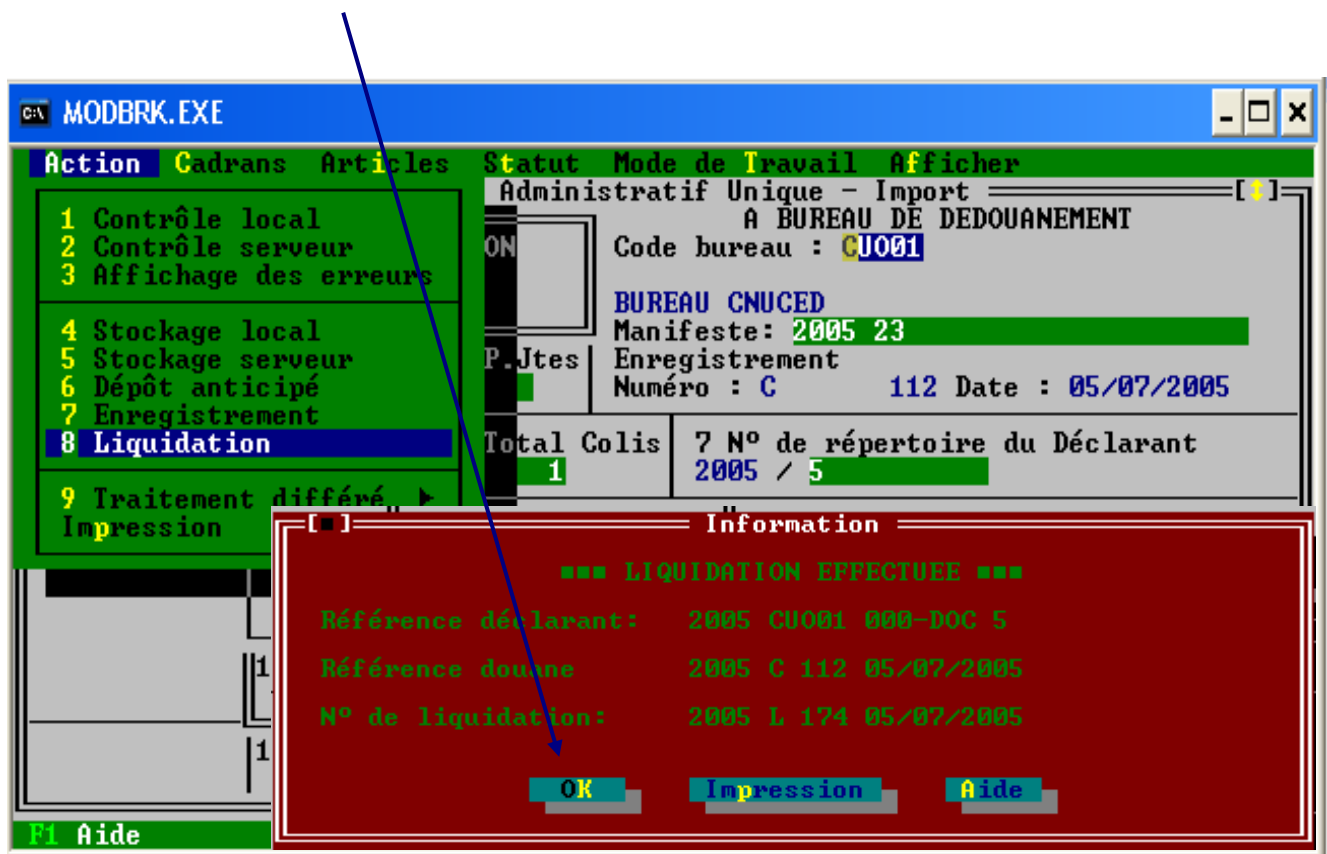 MODBRK.EXE
Action Cadrans Articles Statut Mode de Travail Afficher
Administratif Unique - Import
1 Contrôle local
2 Contrôle serveur
3 Affichage des erreurs
4 Stockage local
5 Stockage serveur
6 Dépôt anticipé
7 Enregistrement
8 Liquidation
9 Traitement différé
Impression
A BUREAU DE DEDOUANEMENT
ON
Code bureau : CUO01
BUREAU CNUCED
Manifeste: 2005 23
P.Jtes
Enregistrement
Numéro : C 112 Date : 05/07/2005
Total Colis
1
7 Nº de répertoire du Déclarant
2005 / 5
Information
■■■ LIQUIDATION EFFECTUEE ■■■
Référence déclarant: 2005 CUO01 000-DOC 5
Référence douane 2005 C 112 05/07/2005
Nº de liquidation: 2005 L 174 05/07/2005
OK Impression Aide
1
1
F1 Aide